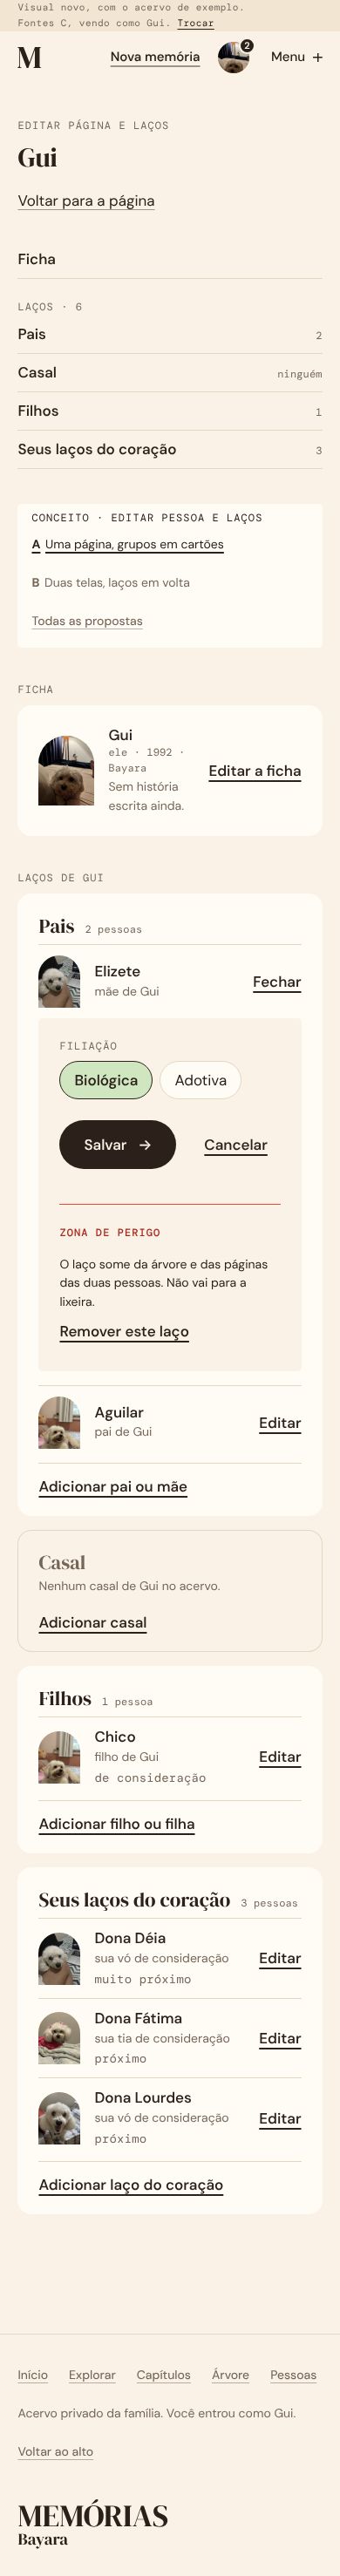 Visual novo, com o acervo de exemplo.
Fontes C, vendo como Gui. Trocar
M
Nova memória
2
Menu +
EDITAR PÁGINA E LAÇOS
Gui
Voltar para a página
Ficha
LAÇOS · 6
Pais 2
Casal ninguém
Filhos 1
Seus laços do coração 3
CONCEITO · EDITAR PESSOA E LAÇOS
A Uma página, grupos em cartões
B Duas telas, laços em volta
Todas as propostas
FICHA
Gui
ele · 1992 ·
Bayara
Sem história
escrita ainda.
Editar a ficha
LAÇOS DE GUI
Pais 2 pessoas
Elizete
mãe de Gui
Fechar
FILIAÇÃO
Biológica Adotiva
Salvar → Cancelar
ZONA DE PERIGO
O laço some da árvore e das páginas
das duas pessoas. Não vai para a
lixeira.
Remover este laço
Aguilar
pai de Gui
Editar
Adicionar pai ou mãe
Casal
Nenhum casal de Gui no acervo.
Adicionar casal
Filhos 1 pessoa
Chico
filho de Gui
de consideração
Editar
Adicionar filho ou filha
Seus laços do coração 3 pessoas
Dona Déia
sua vó de consideração
muito próximo
Editar
Dona Fátima
sua tia de consideração
próximo
Editar
Dona Lourdes
sua vó de consideração
próximo
Editar
Adicionar laço do coração
Início Explorar Capítulos Árvore Pessoas
Acervo privado da família. Você entrou como Gui.
Voltar ao alto
MEMÓRIAS
Bayara